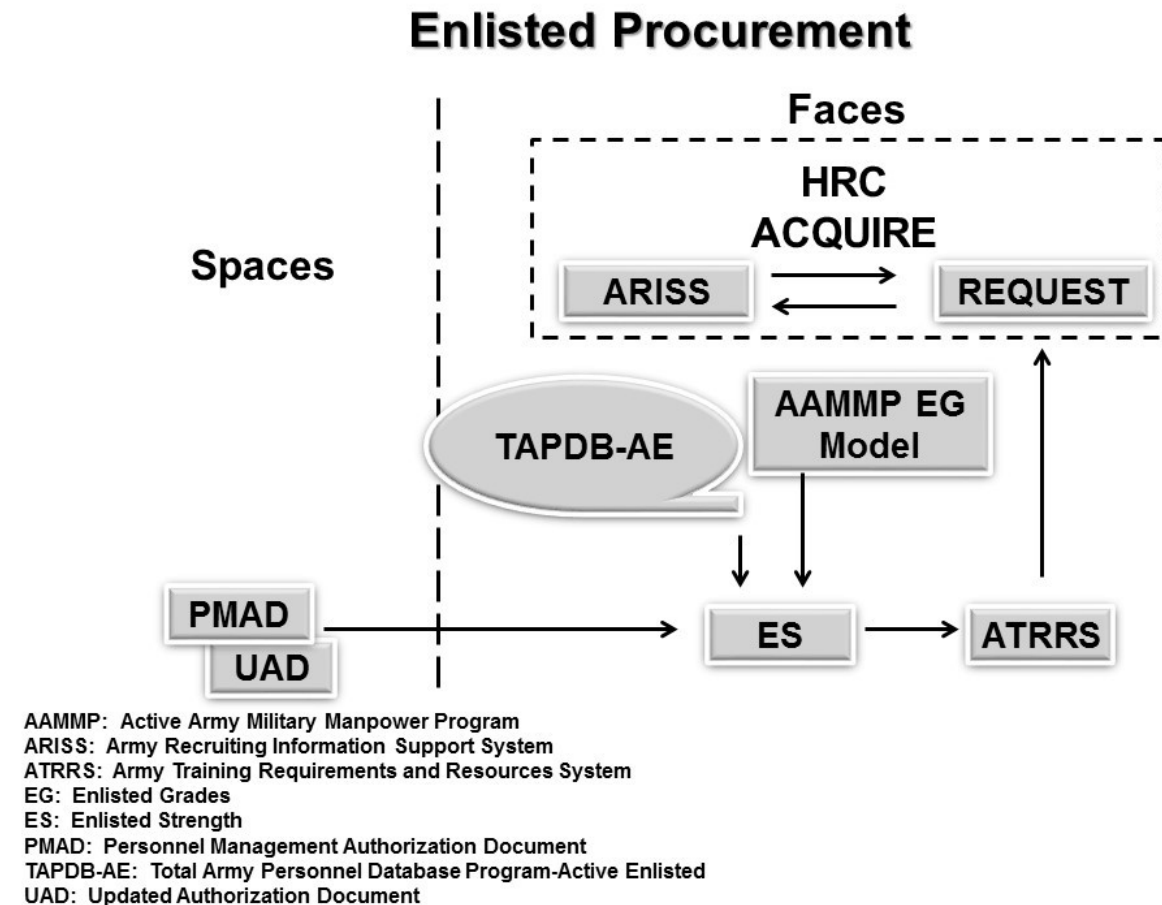 Enlisted Procurement
Faces
HRC
ACQUIRE
Spaces
ARISS
REQUEST
TAPDB-AE
AAMMP EG
Model
PMAD
UAD
ES
ATRRS
AAMMP: Active Army Military Manpower Program
ARISS: Army Recruiting Information Support System
ATRRS: Army Training Requirements and Resources System
EG: Enlisted Grades
ES: Enlisted Strength
PMAD: Personnel Management Authorization Document
TAPDB-AE: Total Army Personnel Database Program-Active Enlisted
UAD: Updated Authorization Document